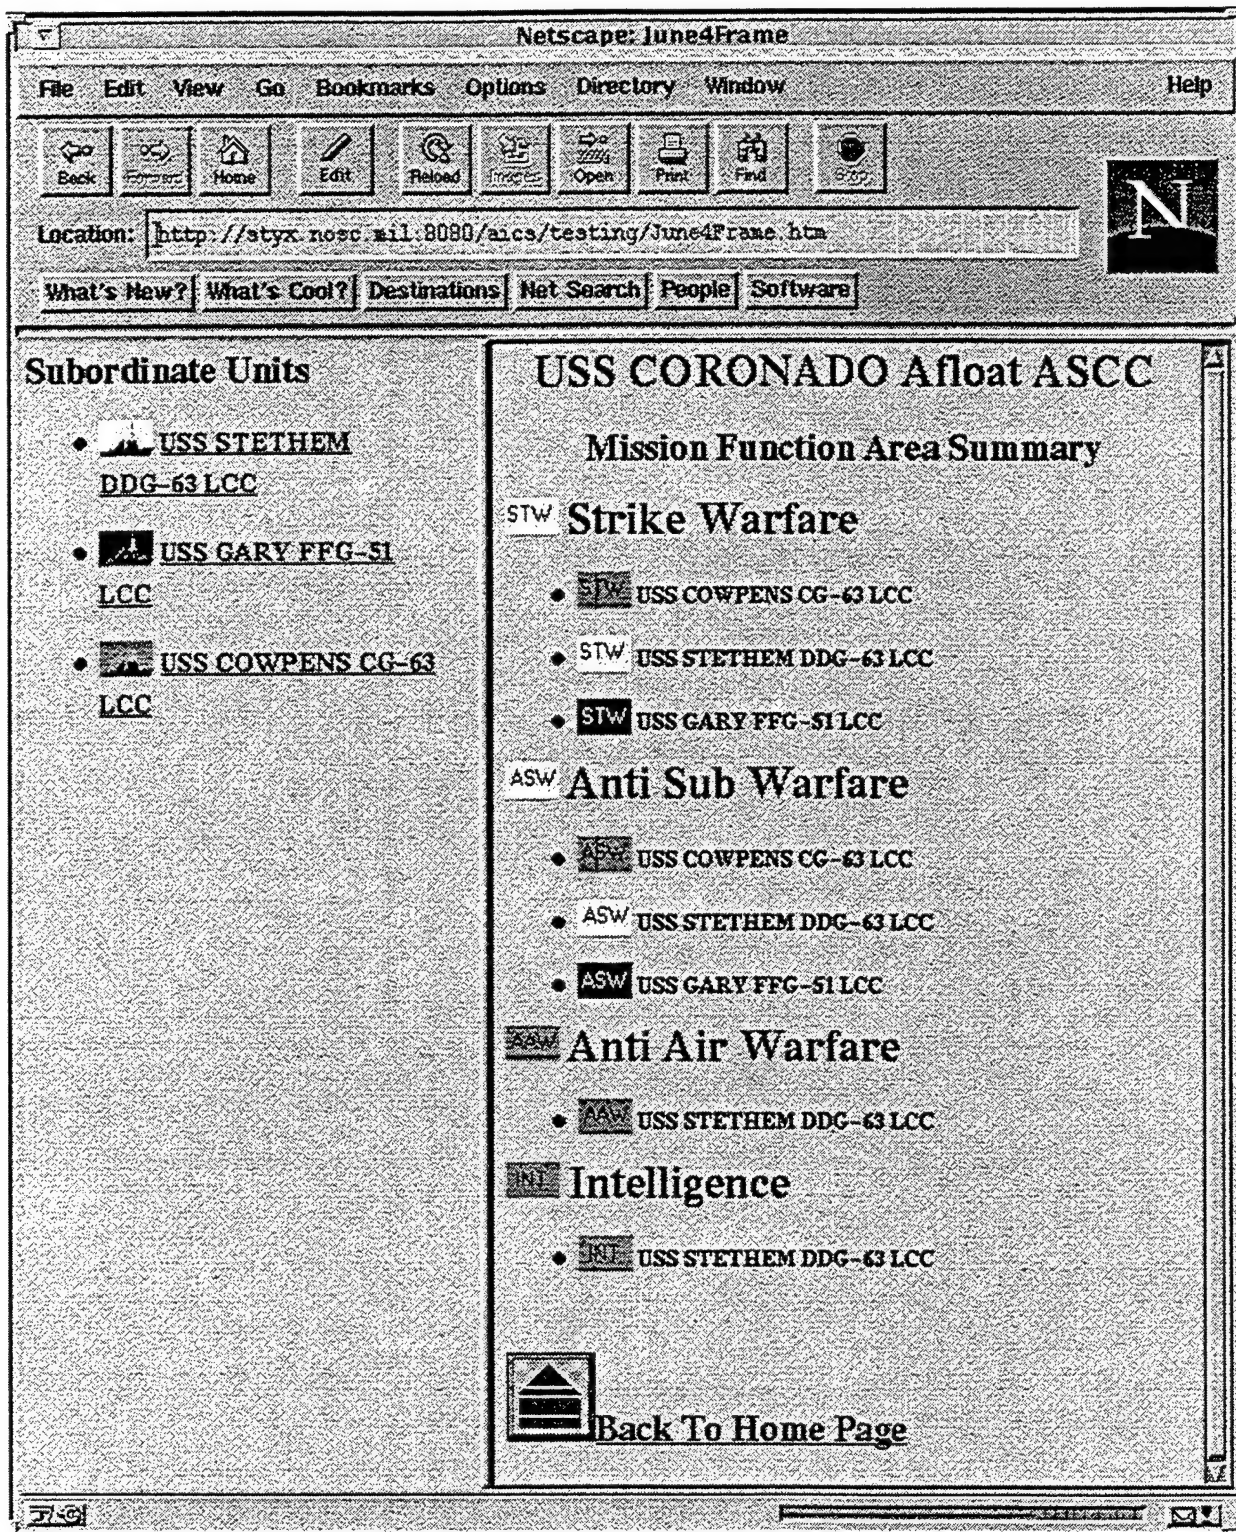 Netscape: June4Frame
File Edit View Go Bookmarks Options Directory Window Help
Back Forward Home Edit Reload Images Open Print Find Stop
N
Location: http://styx.nosc.mil:8080/aics/testing/June4Frame.htm
What's New? What's Cool? Destinations Net Search People Software
Subordinate Units
USS STETHEM
DDG-63 LCC
USS GARY FFG-51
LCC
USS COWPENS CG-63
LCC
USS CORONADO Afloat ASCC
Mission Function Area Summary
STW Strike Warfare
STW USS COWPENS CG-63 LCC
STW USS STETHEM DDG-63 LCC
STW USS GARY FFG-51 LCC
ASW Anti Sub Warfare
ASW USS COWPENS CG-63 LCC
ASW USS STETHEM DDG-63 LCC
ASW USS GARY FFG-51 LCC
AAW Anti Air Warfare
AAW USS STETHEM DDG-63 LCC
INT Intelligence
INT USS STETHEM DDG-63 LCC
Back To Home Page